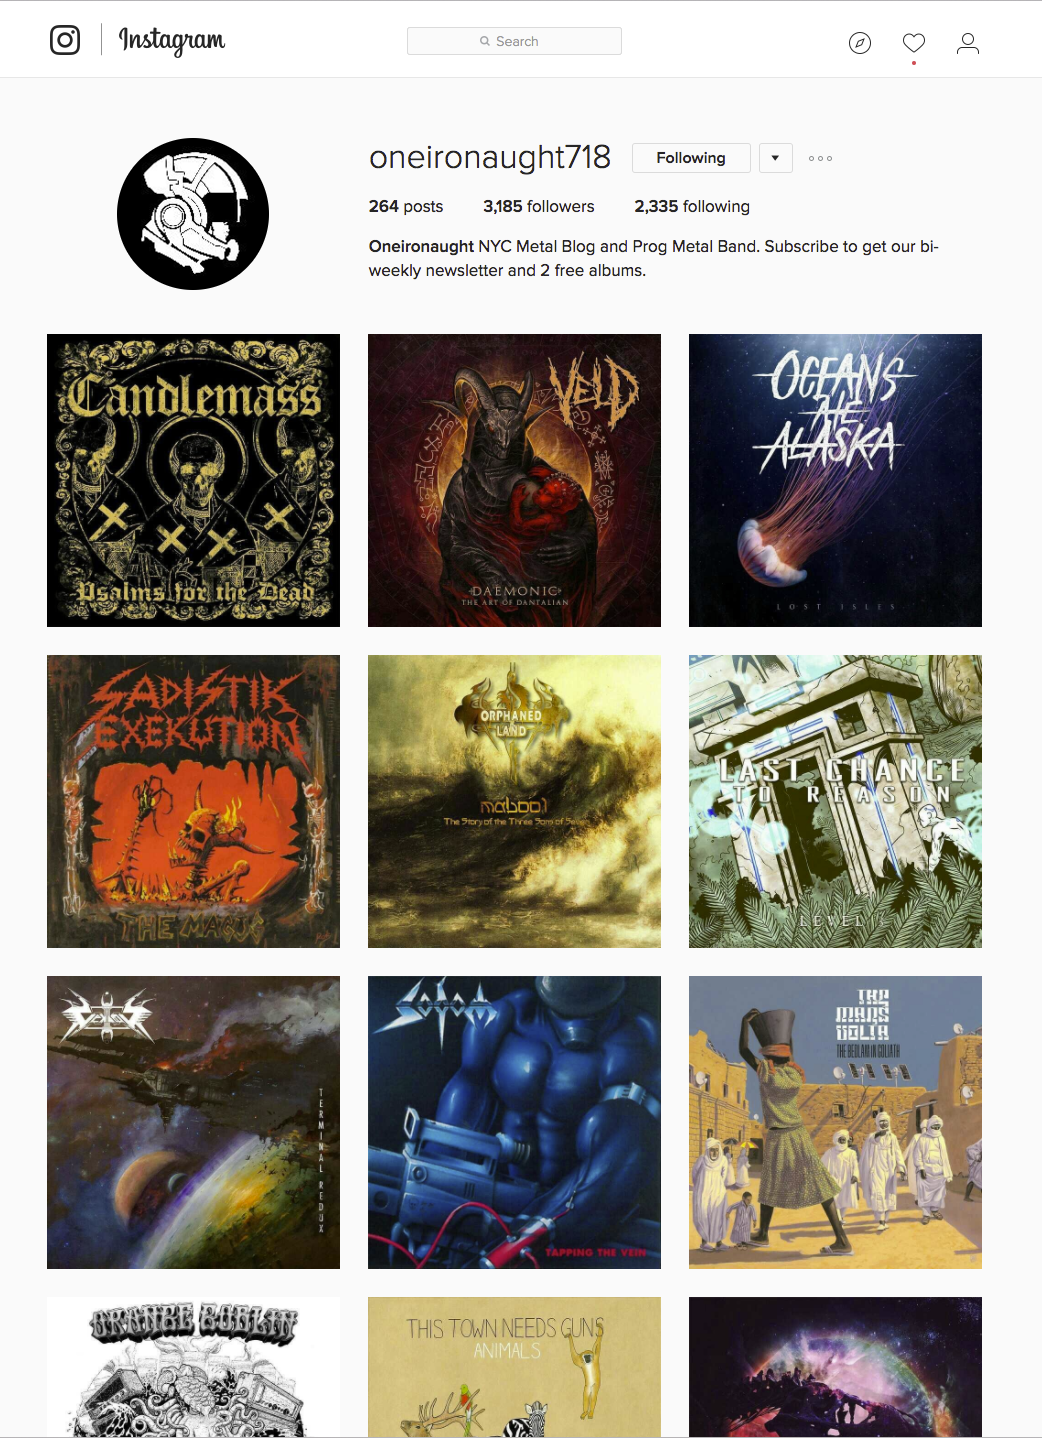 Instagram
Search
oneironaught718
Following
264 posts
3,185 followers
2,335 following
Oneironaught NYC Metal Blog and Prog Metal Band. Subscribe to get our bi-
weekly newsletter and 2 free albums.
Candlemass
Psalms for the Dead
VELD
DAEMONIC
THE ART OF DANTALIAN
OCEANS
ATE
ALASKA
LOST ISLES
SADISTIK
EXEKUTION
THE MAGUS
ORPHANED
LAND
mabool
The Story of the Three Sons of Seven
LAST CHANCE
TO REASON
LEVEL
VEKTOR
TERMINAL REDUX
SODOM
TAPPING THE VEIN
THE
MARS
VOLTA
THE BEDLAM IN GOLIATH
ORANGE GOBLIN
THIS TOWN NEEDS GUNS
ANIMALS